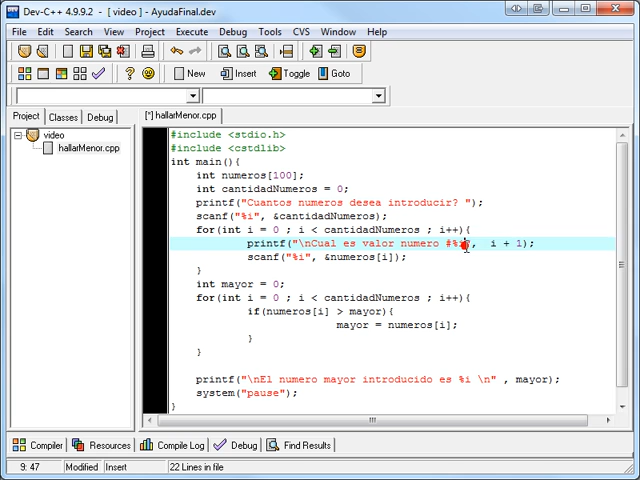 Dev-C++ 4.9.9.2 - [ video ] - AyudaFinal.dev
File Edit Search View Project Execute Debug Tools CVS Window Help
New Insert Toggle Goto
Project Classes Debug
[*] hallarMenor.cpp
video
hallarMenor.cpp
#include <stdio.h>
#include <cstdlib>
int main(){
int numeros[100];
int cantidadNumeros = 0;
printf("Cuantos numeros desea introducir? ");
scanf("%i", &cantidadNumeros);
for(int i = 0 ; i < cantidadNumeros ; i++){
printf("\nCual es valor numero #%i", i + 1);
scanf("%i", &numeros[i]);
}
int mayor = 0;
for(int i = 0 ; i < cantidadNumeros ; i++){
if(numeros[i] > mayor){
mayor = numeros[i];
}
}
printf("\nEl numero mayor introducido es %i \n" , mayor);
system("pause");
}
Compiler Resources Compile Log Debug Find Results
9: 47 Modified Insert 22 Lines in file